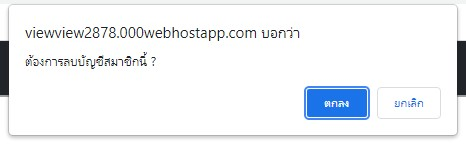 viewview2878.000webhostapp.com บอกว่า
ต้องการลบบัญชีสมาชิกนี้ ?
ตกลง ยกเลิก